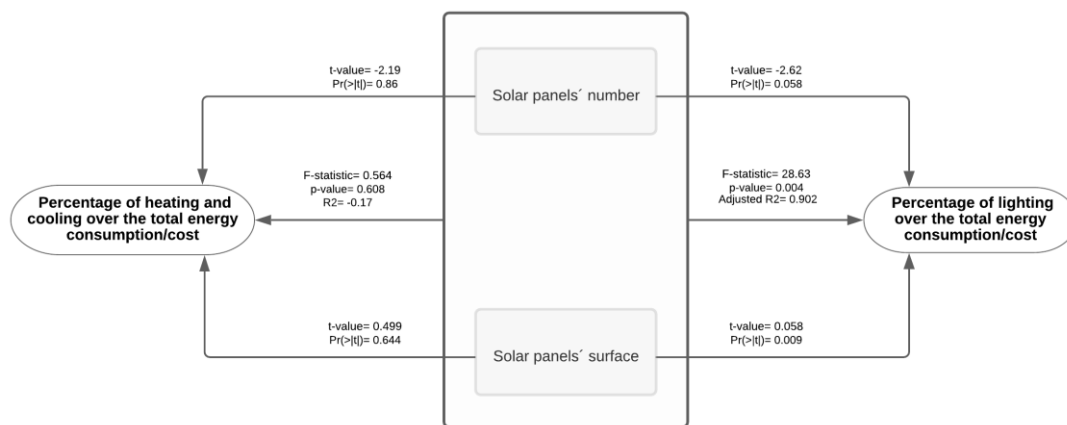 t-value= -2.19
Pr(>|t|)= 0.86
Solar panels´ number
t-value= -2.62
Pr(>|t|)= 0.058
F-statistic= 0.564
p-value= 0.608
R2= -0.17
F-statistic= 28.63
p-value= 0.004
Adjusted R2= 0.902
Percentage of heating and
cooling over the total energy
consumption/cost
Percentage of lighting
over the total energy
consumption/cost
t-value= 0.499
Pr(>|t|)= 0.644
Solar panels´ surface
t-value= 0.058
Pr(>|t|)= 0.009